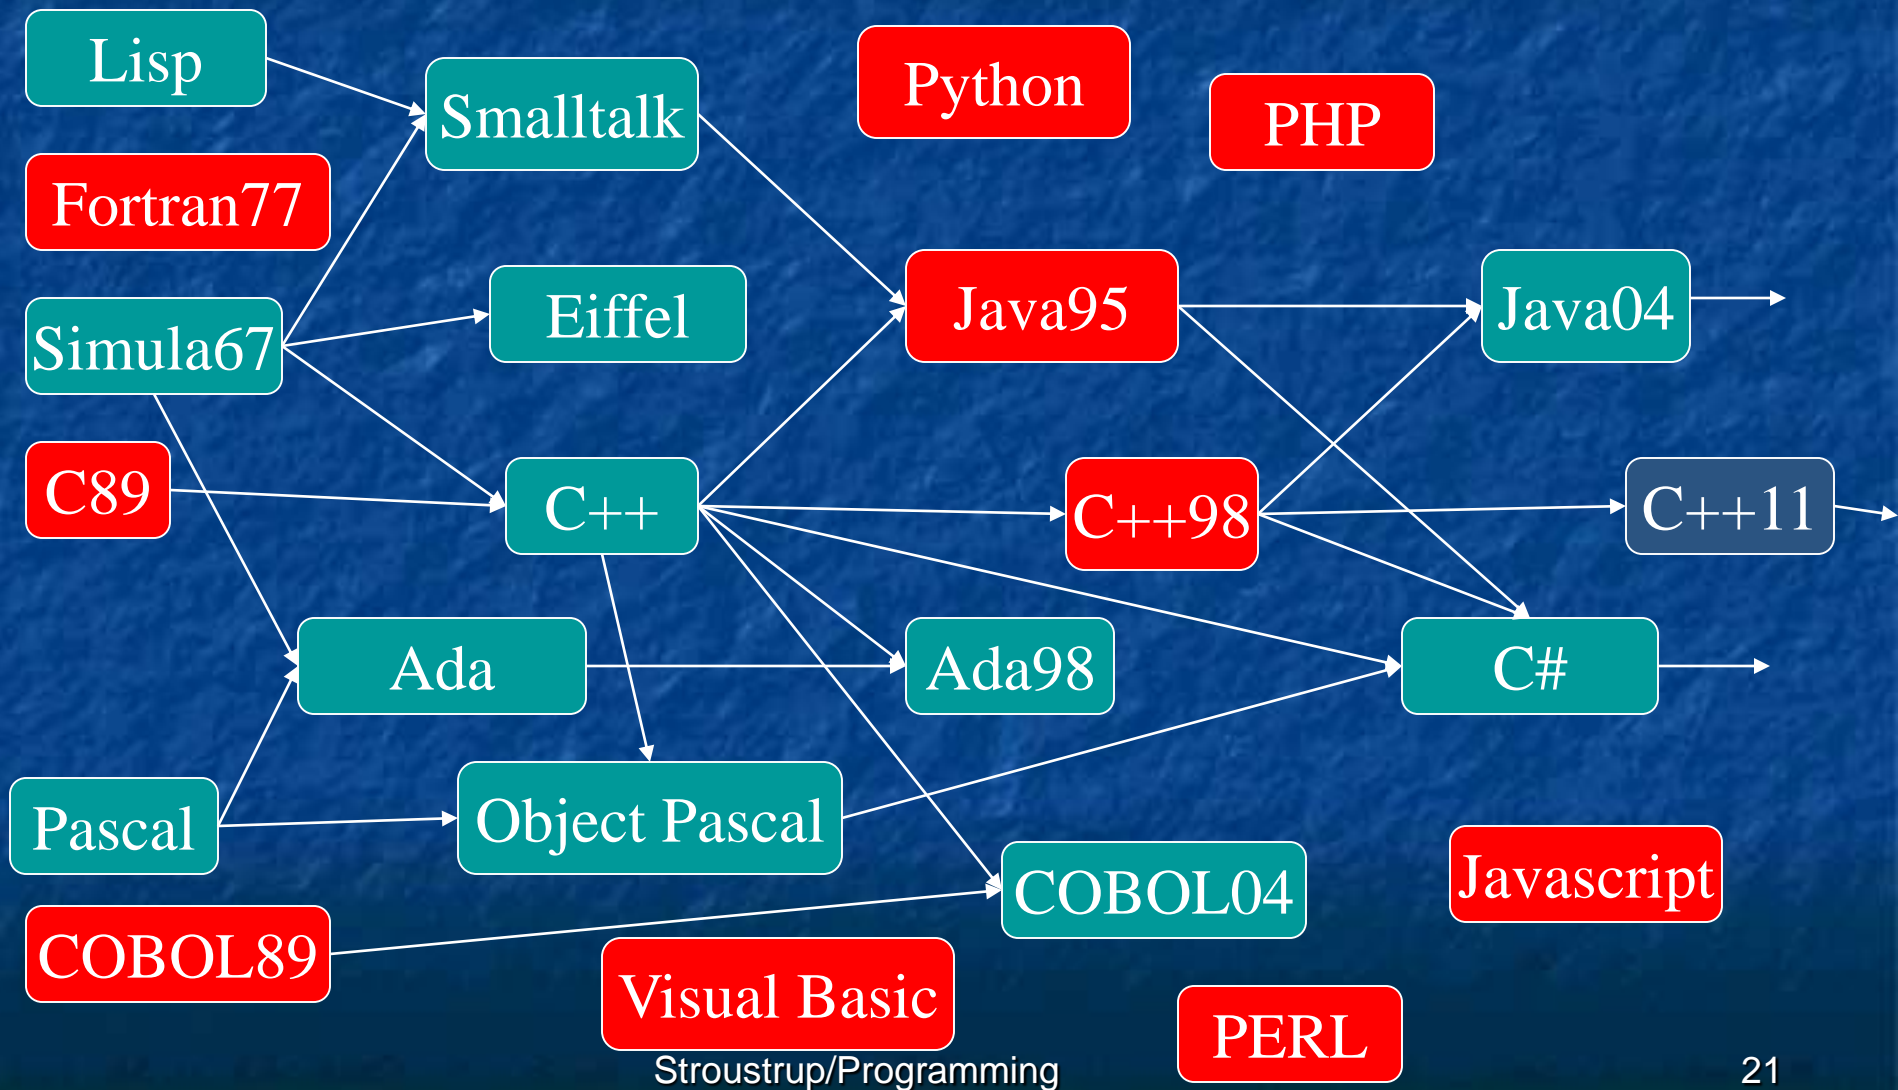 Lisp
Smalltalk
Python
PHP
Fortran77
Simula67
Eiffel
Java95
Java04
C89
C++
C++98
C++11
Ada
Ada98
C#
Pascal
Object Pascal
COBOL04
Javascript
COBOL89
Visual Basic
PERL
Stroustrup/Programming
21